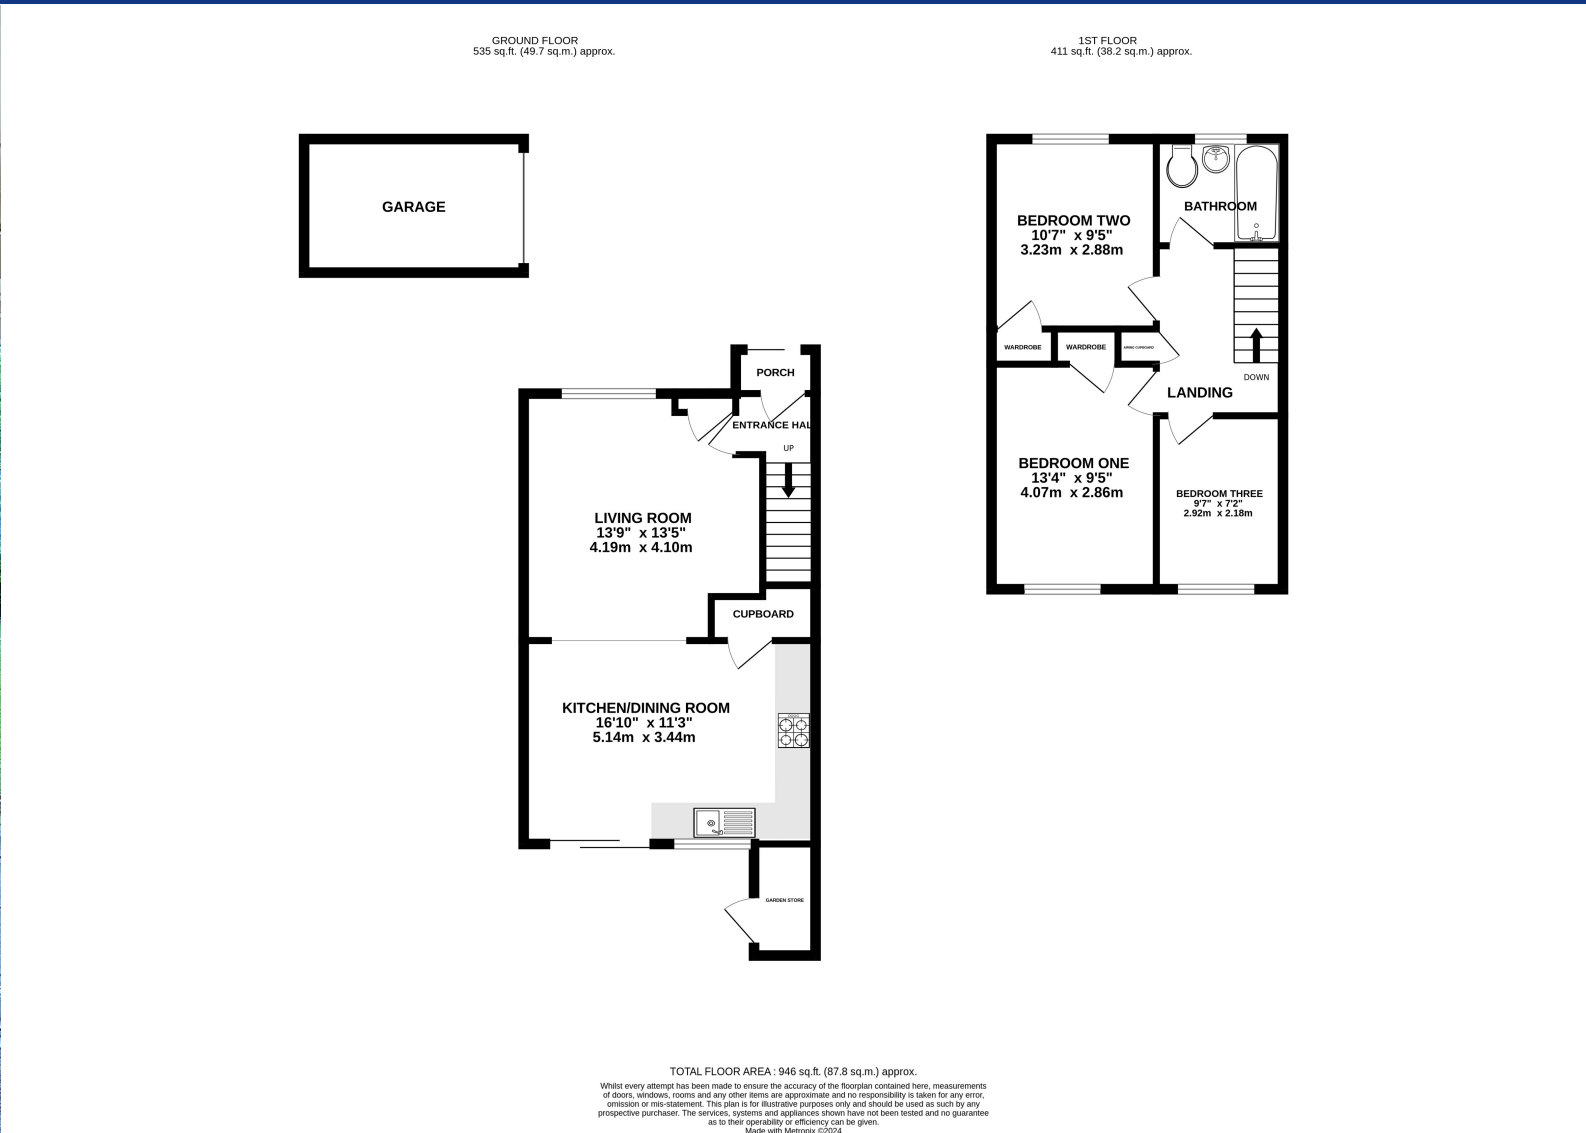 GROUND FLOOR
535 sq.ft. (49.7 sq.m.) approx.
1ST FLOOR
411 sq.ft. (38.2 sq.m.) approx.
GARAGE
PORCH
ENTRANCE HAL
UP
LIVING ROOM
13'9" x 13'5"
4.19m x 4.10m
CUPBOARD
KITCHEN/DINING ROOM
16'10" x 11'3"
5.14m x 3.44m
GARDEN STORE
BATHROOM
BEDROOM TWO
10'7" x 9'5"
3.23m x 2.88m
WARDROBE
WARDROBE
AIRING CUPBOARD
DOWN
LANDING
BEDROOM ONE
13'4" x 9'5"
4.07m x 2.86m
BEDROOM THREE
9'7" x 7'2"
2.92m x 2.18m
TOTAL FLOOR AREA : 946 sq.ft. (87.8 sq.m.) approx.
Whilst every attempt has been made to ensure the accuracy of the floorplan contained here, measurements
of doors, windows, rooms and any other items are approximate and no responsibility is taken for any error,
omission or mis-statement. This plan is for illustrative purposes only and should be used as such by any
prospective purchaser. The services, systems and appliances shown have not been tested and no guarantee
as to their operability or efficiency can be given.
Made with Metropix ©2024